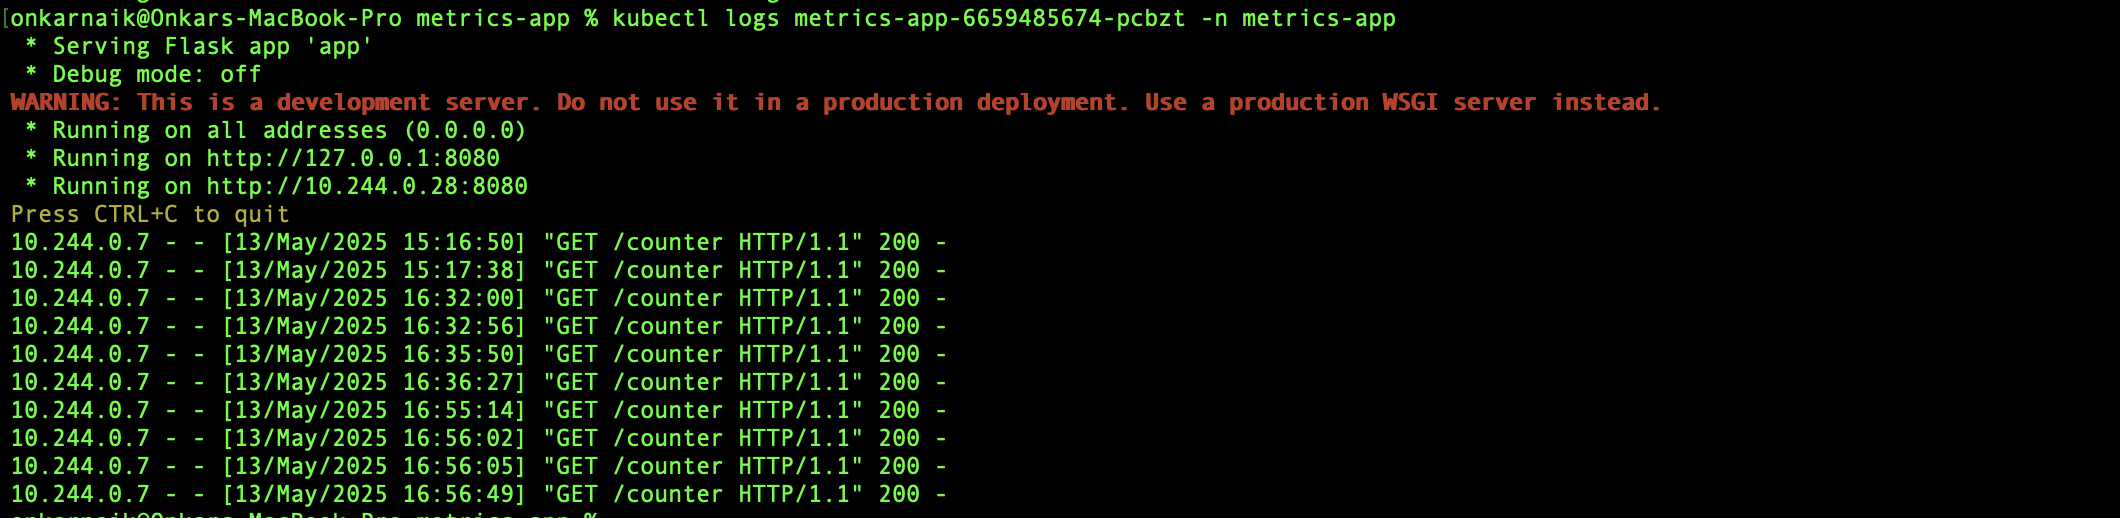 [onkarnaik@Onkars-MacBook-Pro metrics-app % kubectl logs metrics-app-6659485674-pcbzt -n metrics-app
 * Serving Flask app 'app'
 * Debug mode: off
WARNING: This is a development server. Do not use it in a production deployment. Use a production WSGI server instead.
 * Running on all addresses (0.0.0.0)
 * Running on http://127.0.0.1:8080
 * Running on http://10.244.0.28:8080
Press CTRL+C to quit
10.244.0.7 - - [13/May/2025 15:16:50] "GET /counter HTTP/1.1" 200 -
10.244.0.7 - - [13/May/2025 15:17:38] "GET /counter HTTP/1.1" 200 -
10.244.0.7 - - [13/May/2025 16:32:00] "GET /counter HTTP/1.1" 200 -
10.244.0.7 - - [13/May/2025 16:32:56] "GET /counter HTTP/1.1" 200 -
10.244.0.7 - - [13/May/2025 16:35:50] "GET /counter HTTP/1.1" 200 -
10.244.0.7 - - [13/May/2025 16:36:27] "GET /counter HTTP/1.1" 200 -
10.244.0.7 - - [13/May/2025 16:55:14] "GET /counter HTTP/1.1" 200 -
10.244.0.7 - - [13/May/2025 16:56:02] "GET /counter HTTP/1.1" 200 -
10.244.0.7 - - [13/May/2025 16:56:05] "GET /counter HTTP/1.1" 200 -
10.244.0.7 - - [13/May/2025 16:56:49] "GET /counter HTTP/1.1" 200 -
onkarnaik@Onkars-MacBook-Pro metrics-app %